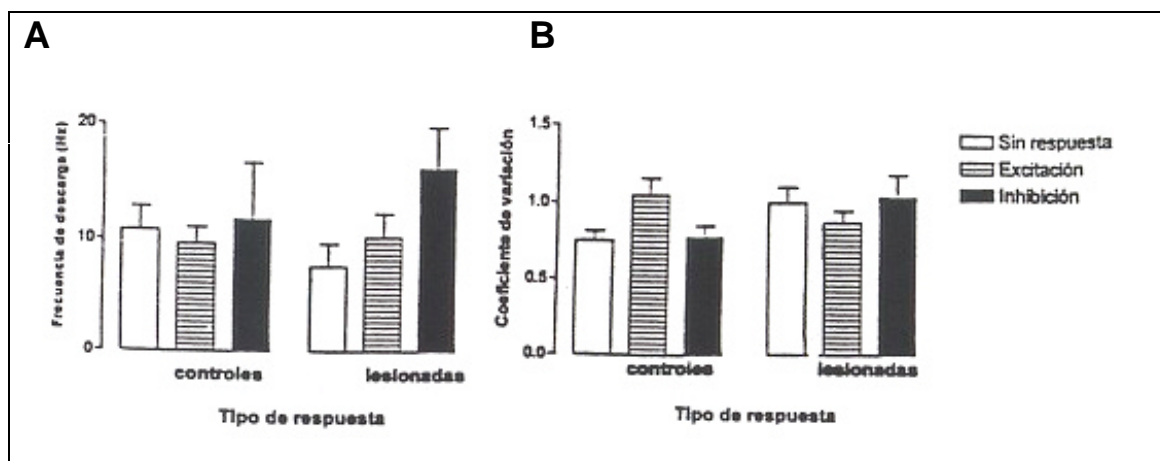 A
B
Frecuencia de descarga (Hz)
20
10
0
controles
lesionadas
Tipo de respuesta
Coeficiente de variación
1.5
1.0
0.5
0.0
controles
lesionadas
Tipo de respuesta
Sin respuesta
Excitación
Inhibición